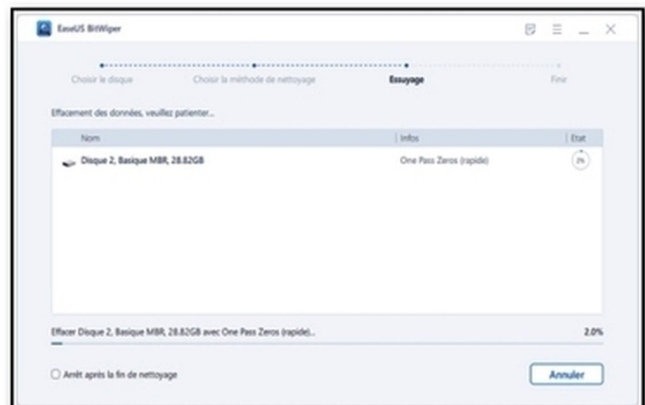 EaseUS BitWiper
Choisir le disque Choisir la méthode de nettoyage Essuyage Finir
Effacement des données, veuillez patienter...
Nom Infos Etat
Disque 2, Basique MBR, 28.82GB One Pass Zeros (rapide) 2%
Effacer Disque 2, Basique MBR, 28.82GB avec One Pass Zeros (rapide)... 2.0%
Arrêt après la fin de nettoyage Annuler